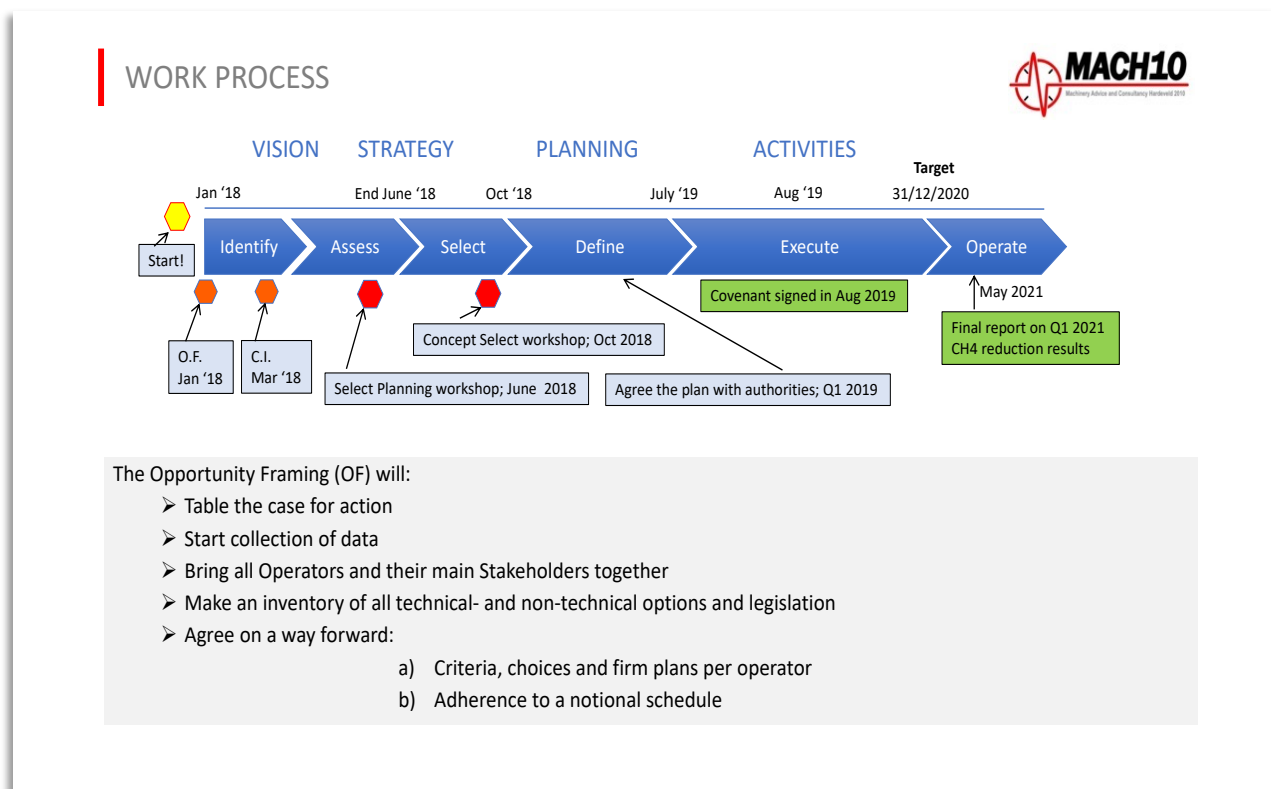 WORK PROCESS
MACH10
Machinery Advice and Consultancy Hardeveld 2010
VISION STRATEGY PLANNING ACTIVITIES
Target
Jan ‘18 End June ‘18 Oct ‘18 July ‘19 Aug ‘19 31/12/2020
Identify Assess Select Define Execute Operate
Start!
Covenant signed in Aug 2019
May 2021
Final report on Q1 2021
CH4 reduction results
Concept Select workshop; Oct 2018
O.F.
Jan ‘18
C.I.
Mar ‘18
Select Planning workshop; June 2018
Agree the plan with authorities; Q1 2019
The Opportunity Framing (OF) will:
➢ Table the case for action
➢ Start collection of data
➢ Bring all Operators and their main Stakeholders together
➢ Make an inventory of all technical- and non-technical options and legislation
➢ Agree on a way forward:
a) Criteria, choices and firm plans per operator
b) Adherence to a notional schedule